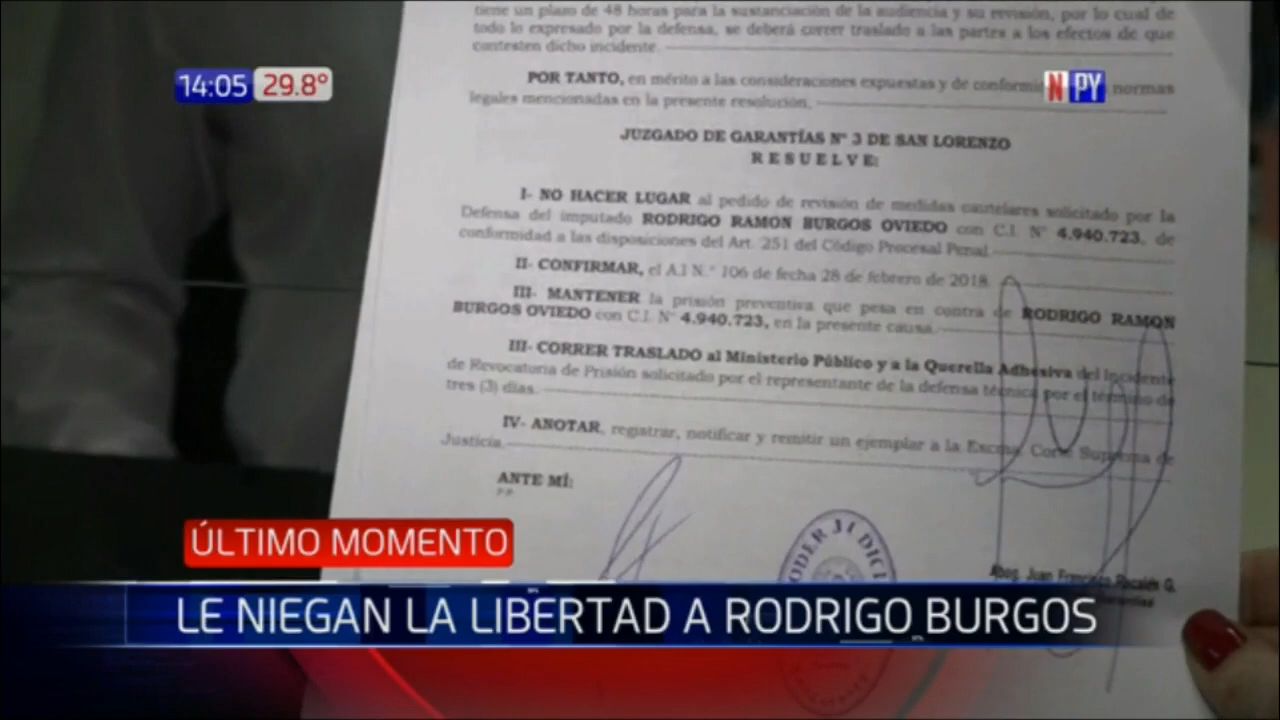 tiene un plazo de 48 horas para la sustanciación de la audiencia y su revisión, por lo cual de
todo lo expresado por la defensa, se deberá correr traslado a las partes a los efectos de que
contesten dicho incidente.
14:05 29.8°
NPY
POR TANTO, en mérito a las consideraciones expuestas y de normas
legales mencionadas en la presente resolución.
JUZGADO DE GARANTÍAS N° 3 DE SAN LORENZO
RESUELVE:
I- NO HACER LUGAR al pedido de revisión de medidas cautelares solicitado por la
Defensa del imputado RODRIGO RAMON BURGOS OVIEDO con C.I. N° 4.940.723, de
conformidad a las disposiciones del Art. 251 del Código Procesal Penal.
II- CONFIRMAR, el A.I N.° 106 de fecha 28 de febrero de 2018.
III- MANTENER la prisión preventiva que pesa en contra de RODRIGO RAMON
BURGOS OVIEDO con C.I. N° 4.940.723, en la presente causa.
III- CORRER TRASLADO al Ministerio Público y a la Querella Adhesiva del Incidente
de Revocatoria de Prisión solicitado por el representante de la defensa técnica por el término de
tres (3) días.
IV- ANOTAR, registrar, notificar y remitir un ejemplar a la Excma. Corte Suprema de
Justicia.
ANTE MÍ:
Abog. Juan Francisco Recalde G.
ÚLTIMO MOMENTO
LE NIEGAN LA LIBERTAD A RODRIGO BURGOS